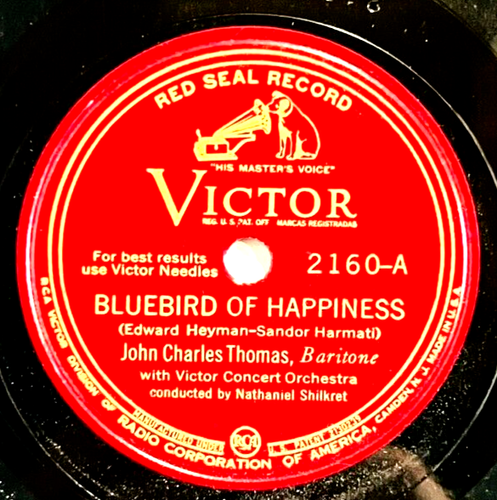 RED SEAL RECORD
"HIS MASTER'S VOICE"
VICTOR
REG. U.S. PAT. OFF. MARCAS REGISTRADAS
For best results
use Victor Needles
2160-A
BLUEBIRD OF HAPPINESS
(Edward Heyman-Sandor Harmati)
John Charles Thomas, Baritone
with Victor Concert Orchestra
conducted by Nathaniel Shilkret
MANUFACTURED UNDER
RCA
U.S. PATENT
RCA VICTOR DIVISION OF RADIO CORPORATION OF AMERICA, CAMDEN, N. J. MADE IN U.S.A.